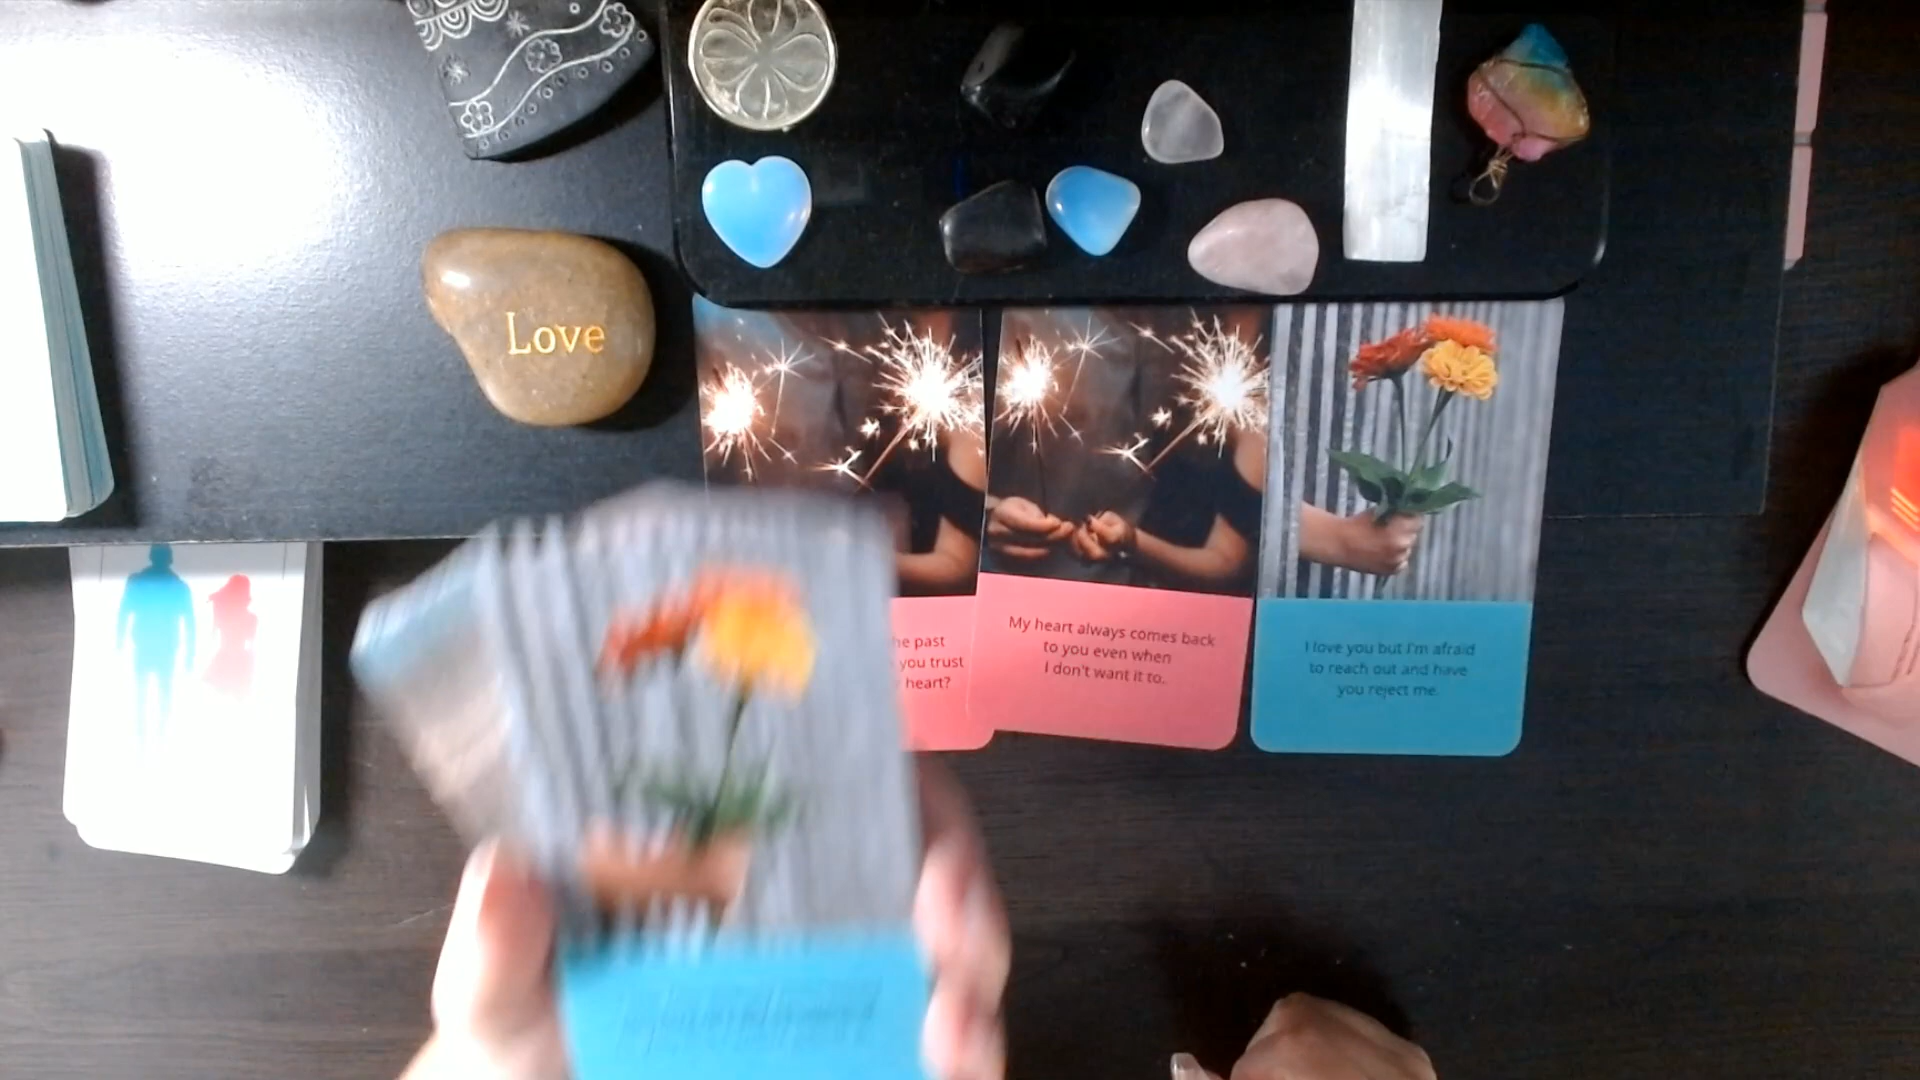 Love
he past
you trust
heart?
My heart always comes back
to you even when
I don't want it to.
I love you but I'm afraid
to reach out and have
you reject me.